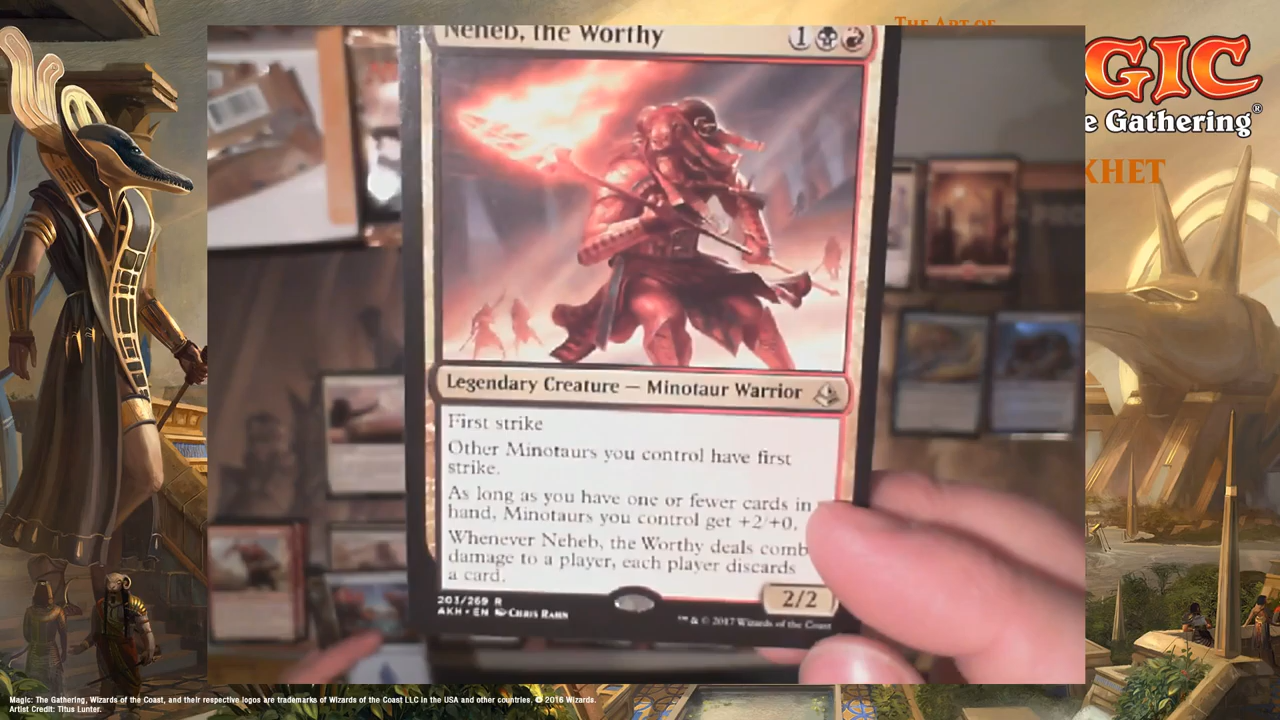 THE ART OF
GIC
e Gathering®
KHET
Neheb, the Worthy
1
Legendary Creature — Minotaur Warrior
First strike
Other Minotaurs you control have first
strike.
As long as you have one or fewer cards in
hand, Minotaurs you control get +2/+0.
Whenever Neheb, the Worthy deals comb
damage to a player, each player discards
a card.
2/2
203/269 R
AKH • EN Chris Rahn
™ & © 2017 Wizards of the Coast
Magic: The Gathering, Wizards of the Coast, and their respective logos are trademarks of Wizards of the Coast LLC in the USA and other countries. © 2016 Wizards.
Artist Credit: Titus Lunter.